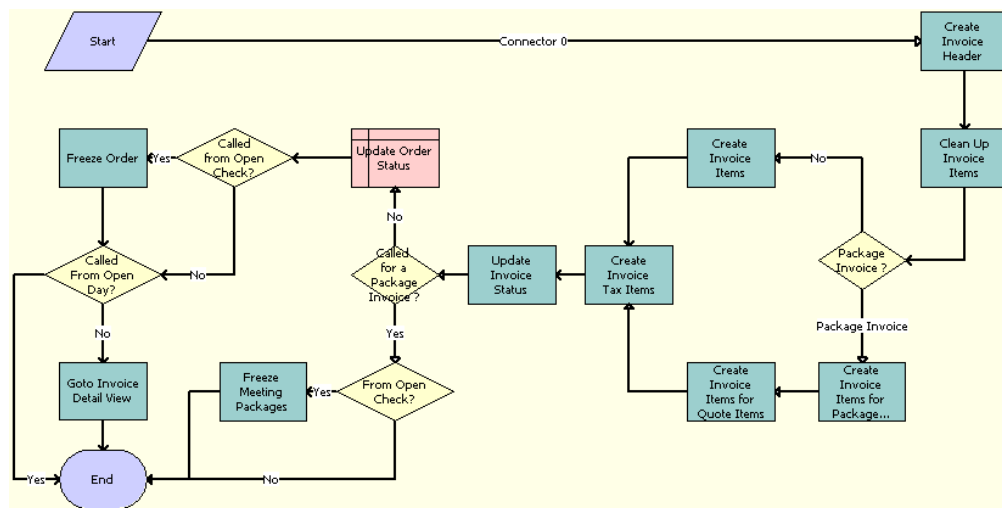 Start
Connector 0
Create
Invoice
Header
Freeze Order
Yes
Called
from Open
Check?
Update Order
Status
Create
Invoice
Items
No
Clean Up
Invoice
Items
No
Called
From Open
Day?
No
Called
for a
Package
Invoice ?
Update
Invoice
Status
Create
Invoice
Tax Items
Package
Invoice ?
No
Yes
Package Invoice
Goto Invoice
Detail View
Freeze
Meeting
Packages
Yes
From Open
Check?
Create
Invoice
Items for
Quote Items
Create
Invoice
Items for
Package...
Yes
End
No